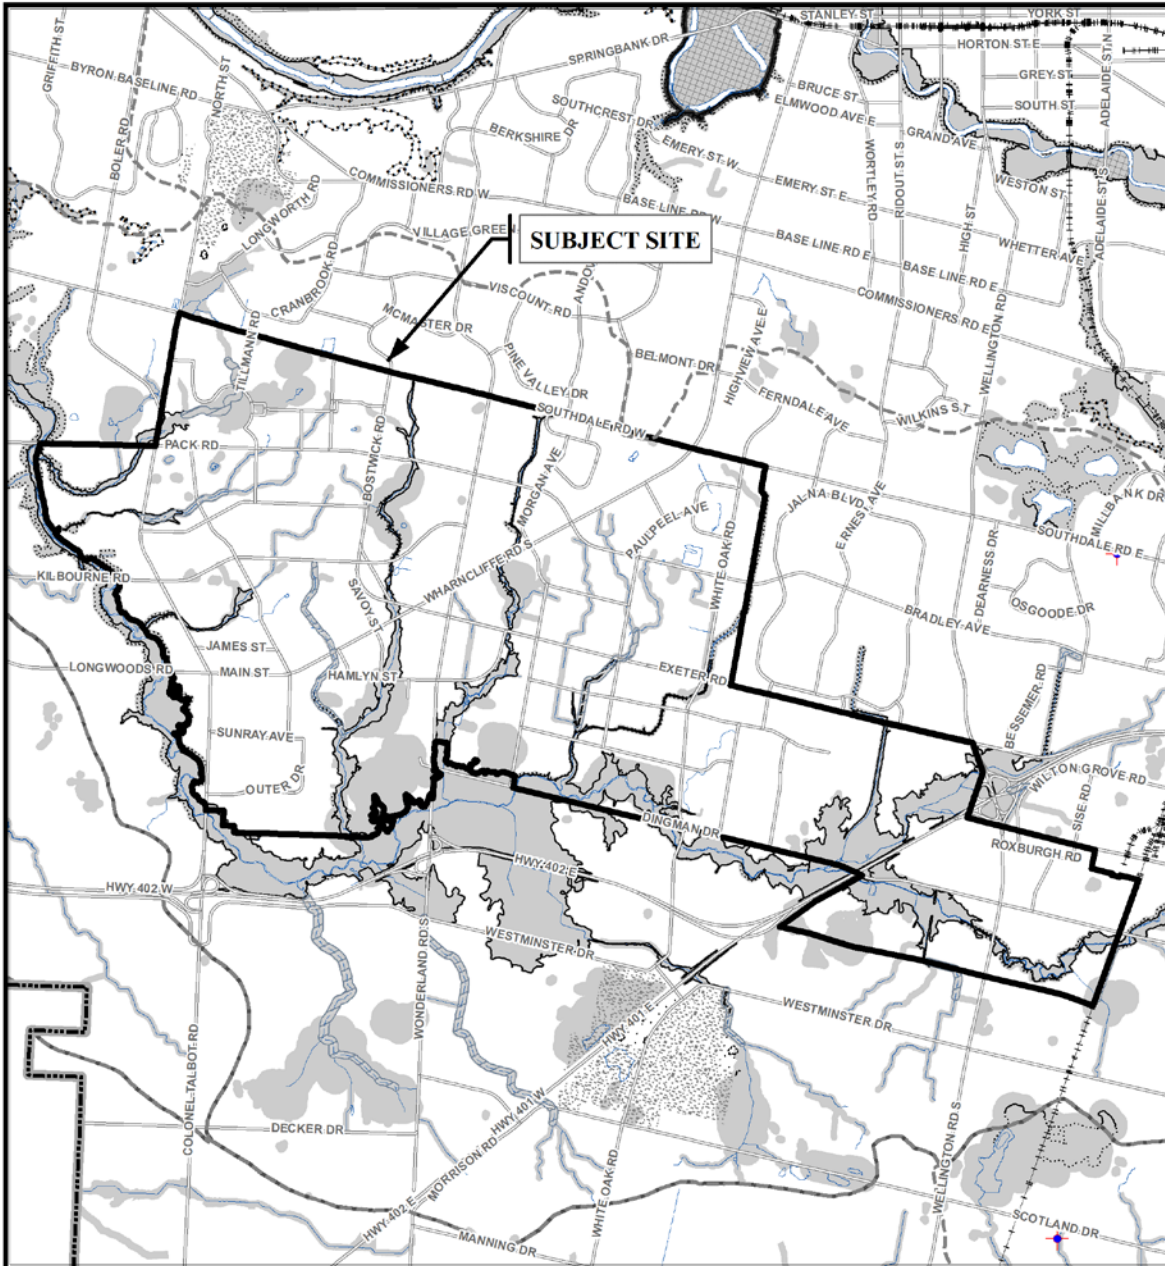 STANLEY ST
YORK ST
GRIFFITH ST
SPRINGBANK DR
HORTON ST E
ADELAIDE ST N
BYRON BASELINE RD
NORTH ST
GREY ST
BRUCE ST
SOUTHCREST DR
ELMWOOD AVE E
SOUTH ST
BOLER RD
BERKSHIRE DR
GRAND AVE
EMERY ST W
WORTLEY RD
RIDOUT ST S
WESTON ST
COMMISSIONERS RD W
EMERY ST E
ADELAIDE ST S
LONGWORTH RD
BASE LINE RD W
HIGH ST
VILLAGE GREEN
SUBJECT SITE
BASE LINE RD E
WHETTER AVE
CRANBROOK RD
BASE LINE RD E
VISCOUNT RD
COMMISSIONERS RD E
MCMASTER DR
WELLINGTON RD
TILLMANN RD
PINE VALLEY DR
BELMONT DR
HIGHVIEW AVE E
FERNDALE AVE
WILKINS ST
SOUTHDALE RD W
PACK RD
BOSTWICK RD
MORGAN AVE
JALNA BLVD
ERNEST AVE
MILLBANK DR
PAULPEEL AVE
SOUTHDALE RD E
WHARNCLIFFE RD S
WHITE OAK RD
DEARNESS DR
KILBOURNE RD
SAVOY ST
OSGOODE DR
BRADLEY AVE
JAMES ST
LONGWOODS RD
MAIN ST
HAMLYN ST
EXETER RD
BESSEMER RD
SUNRAY AVE
WILTON GROVE RD
OUTER DR
SISE RD
DINGMAN DR
ROXBURGH RD
HWY 402 W
HWY 402 E
WONDERLAND RD S
WESTMINSTER DR
WESTMINSTER DR
HWY 401 E
COLONEL TALBOT RD
HWY 401 W
DECKER DR
MORRISON RD
WHITE OAK RD
WELLINGTON RD S
HWY 402 E
MANNING DR
SCOTLAND DR